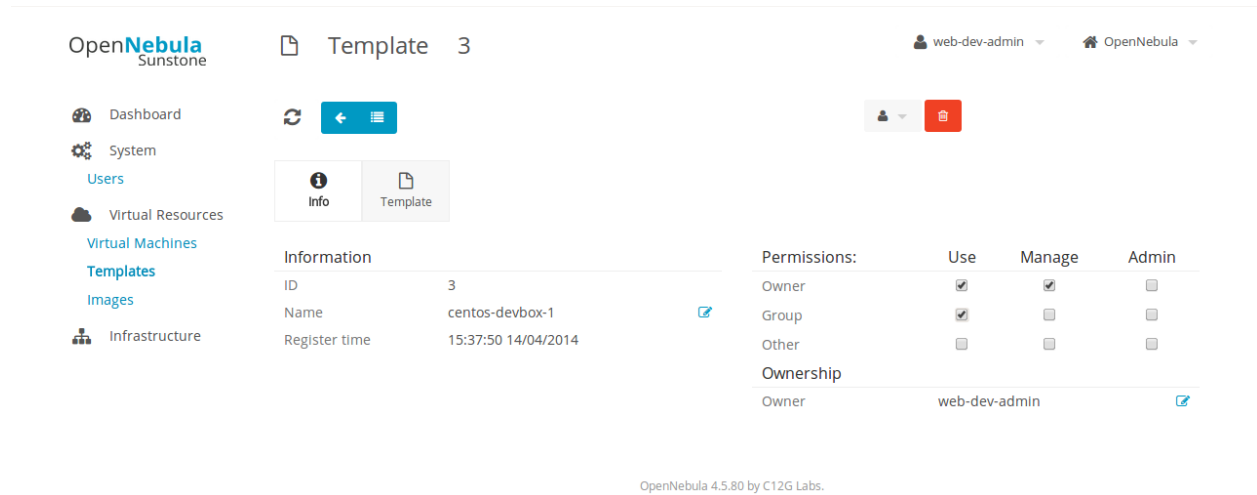 OpenNebula
Sunstone
Template 3
web-dev-admin
OpenNebula
Dashboard
System
Users
Virtual Resources
Virtual Machines
Templates
Images
Infrastructure
Info
Template
Information
ID 3
Name centos-devbox-1
Register time 15:37:50 14/04/2014
Permissions: Use Manage Admin
Owner
Group
Other
Ownership
Owner web-dev-admin
OpenNebula 4.5.80 by C12G Labs.